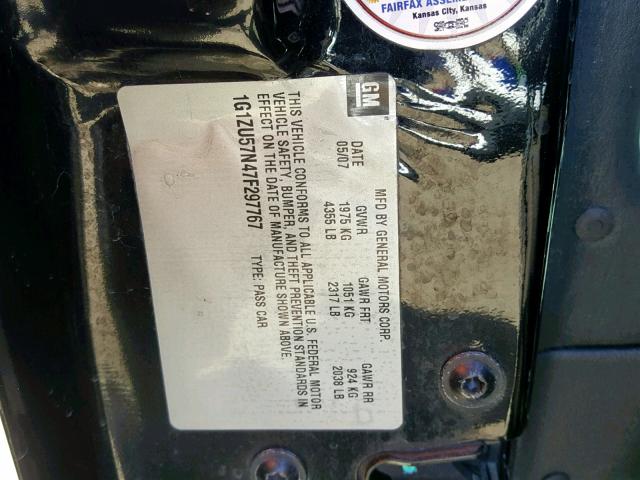 FAIRFAX ASSEM
Kansas City, Kansas
GM
MFD BY GENERAL MOTORS CORP.
DATE GVWR GAWR FRT GAWR RR
05/07 1975 KG 1051 KG 924 KG
4355 LB 2317 LB 2038 LB
THIS VEHICLE CONFORMS TO ALL APPLICABLE U.S. FEDERAL MOTOR
VEHICLE SAFETY, BUMPER, AND THEFT PREVENTION STANDARDS IN
EFFECT ON THE DATE OF MANUFACTURE SHOWN ABOVE.
1G1ZU57N47F297767 TYPE: PASS CAR